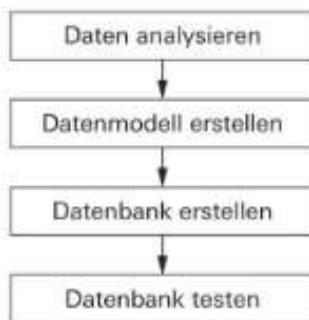 Daten analysieren
Datenmodell erstellen
Datenbank erstellen
Datenbank testen